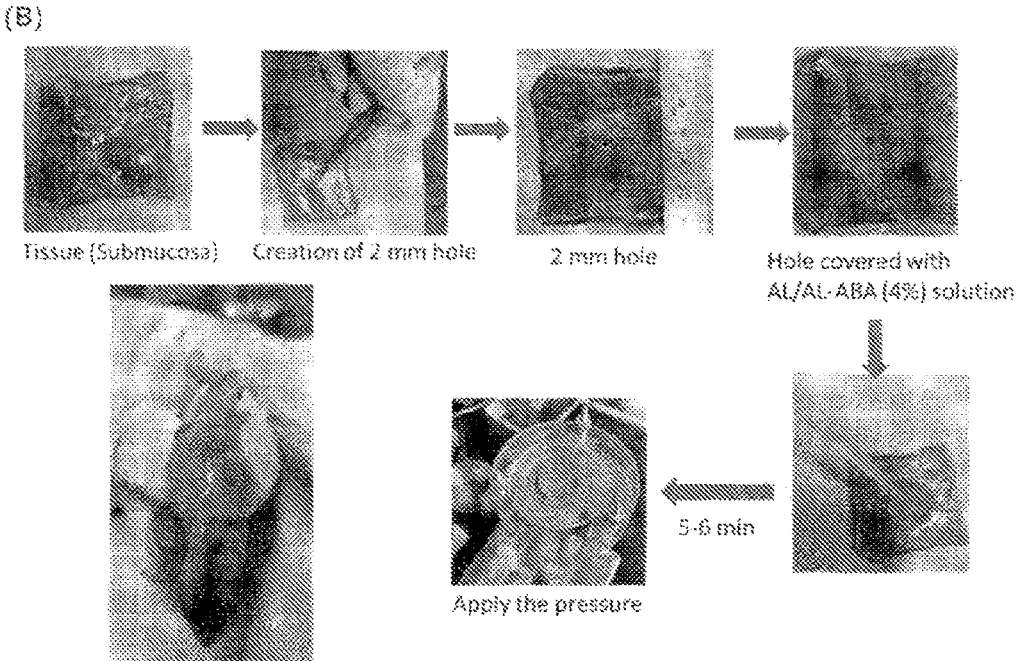 (B)
Tissue (Submucosa)
Creation of 2 mm hole
2 mm hole
Hole covered with
AL/AL-ABA (4%) solution
5-6 min
Apply the pressure